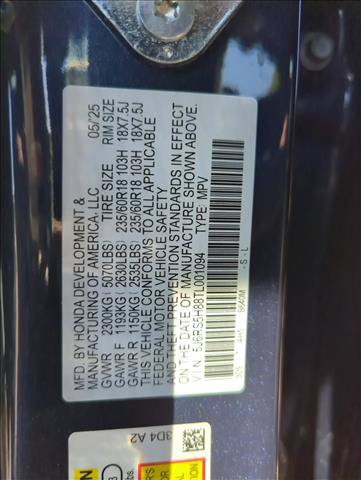 MFD. BY HONDA DEVELOPMENT &
MANUFACTURING OF AMERICA, LLC 05/'25
GVWR 2300KG (5070LBS) TIRE SIZE RIM SIZE
GAWR F 1193KG (2630LBS) 235/60R18 103H 18X7.5J
GAWR R 1150KG (2535LBS) 235/60R18 103H 18X7.5J
THIS VEHICLE CONFORMS TO ALL APPLICABLE
FEDERAL MOTOR VEHICLE SAFETY
AND THEFT PREVENTION STANDARDS IN EFFECT
ON THE DATE OF MANUFACTURE SHOWN ABOVE.
V.I.N. 5J6RS5H88TL001094 TYPE: MPV
B640M - S - L
3D4 A2